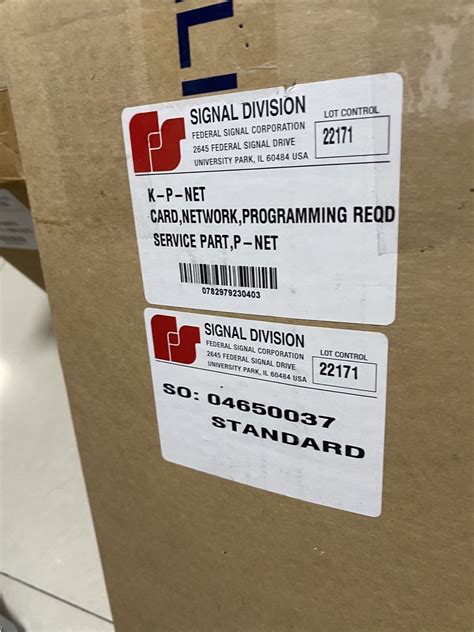 SIGNAL DIVISION
FEDERAL SIGNAL CORPORATION
2645 FEDERAL SIGNAL DRIVE
UNIVERSITY PARK, IL 60484 USA
LOT CONTROL
22171
K-P-NET
CARD,NETWORK,PROGRAMMING REQD
SERVICE PART,P-NET
0782979230403
SIGNAL DIVISION
FEDERAL SIGNAL CORPORATION
2645 FEDERAL SIGNAL DRIVE
UNIVERSITY PARK, IL 60484 USA
LOT CONTROL
22171
SO: 04650037
STANDARD